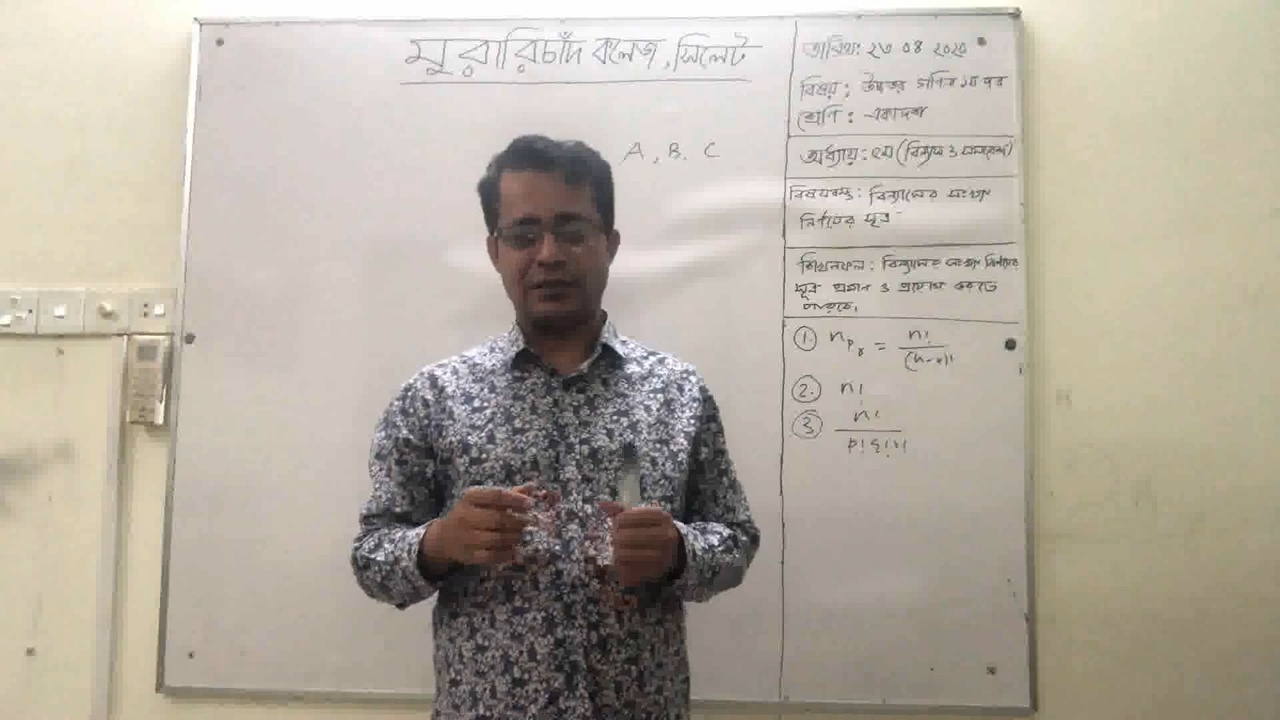 মুরারিচাঁদ কলেজ, সিলেট
A, B, C
তারিখ: ২৩ ০৪ ২০২০
বিষয়: উচ্চতর গণিত ১ম পত্র
শ্রেণি: একাদশ
অধ্যায়: ৫ম (বিন্যাস ও সমাবেশ)
বিষয়বস্তু: বিন্যাসের সংখ্যা
নির্ণয়ের সূত্র
শিখনফল: বিন্যাসের সংখ্যা নির্ণয়ের
সূত্র প্রমাণ ও প্রয়োগ করতে
পারবে।
① nPr = n! / (n-r)!
② n!
③ n! / p! q! r!